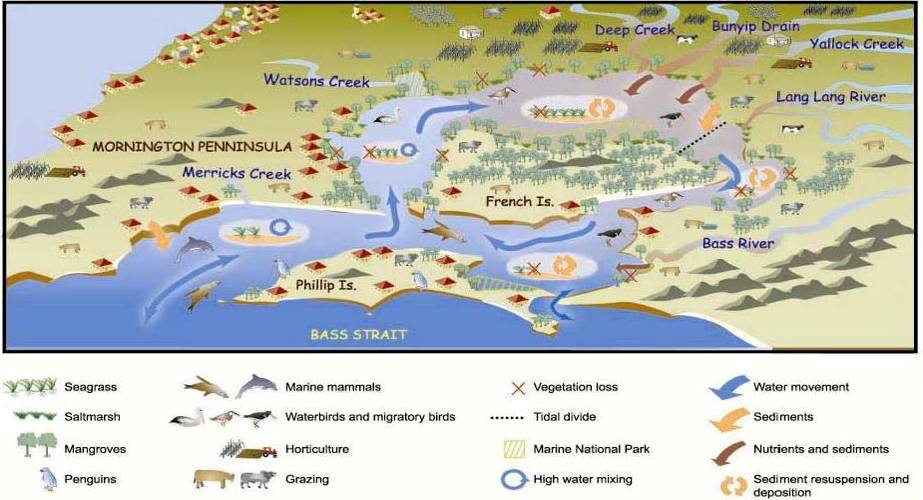 Deep Creek
Bunyip Drain
Yallock Creek
Watsons Creek
Lang Lang River
MORNINGTON PENNINSULA
Merricks Creek
French Is.
Bass River
Phillip Is.
BASS STRAIT
Seagrass
Marine mammals
Vegetation loss
Water movement
Saltmarsh
Waterbirds and migratory birds
Tidal divide
Sediments
Mangroves
Horticulture
Marine National Park
Nutrients and sediments
Penguins
Grazing
High water mixing
Sediment resuspension and
deposition